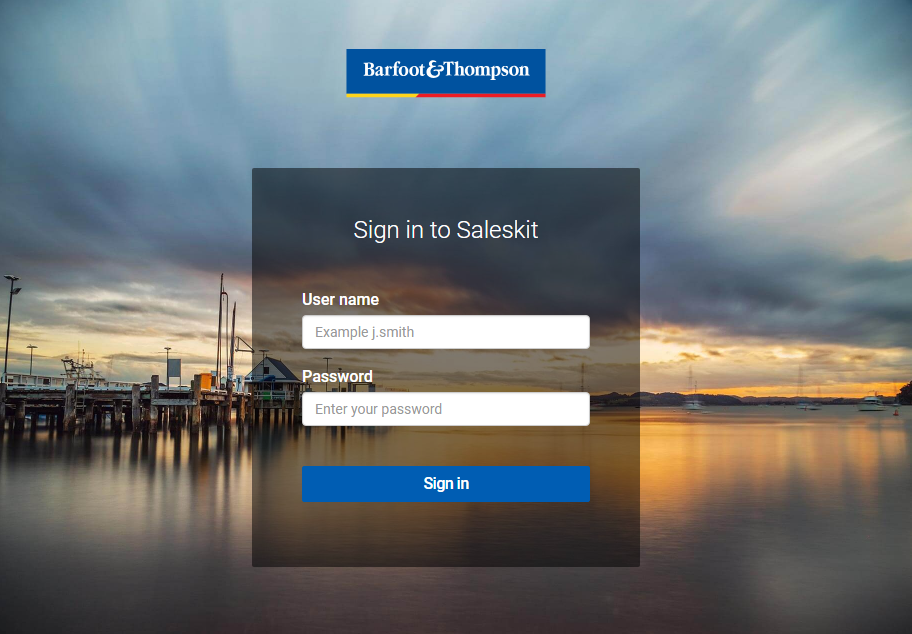 Barfoot&Thompson
Sign in to Saleskit
User name
Example j.smith
Password
Enter your password
Sign in